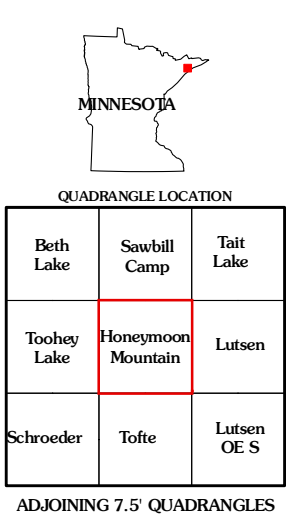 MINNESOTA
QUADRANGLE LOCATION
Beth
Lake
Sawbill
Camp
Tait
Lake
Toohey
Lake
Honeymoon
Mountain
Lutsen
Schroeder
Tofte
Lutsen
OE S
ADJOINING 7.5' QUADRANGLES